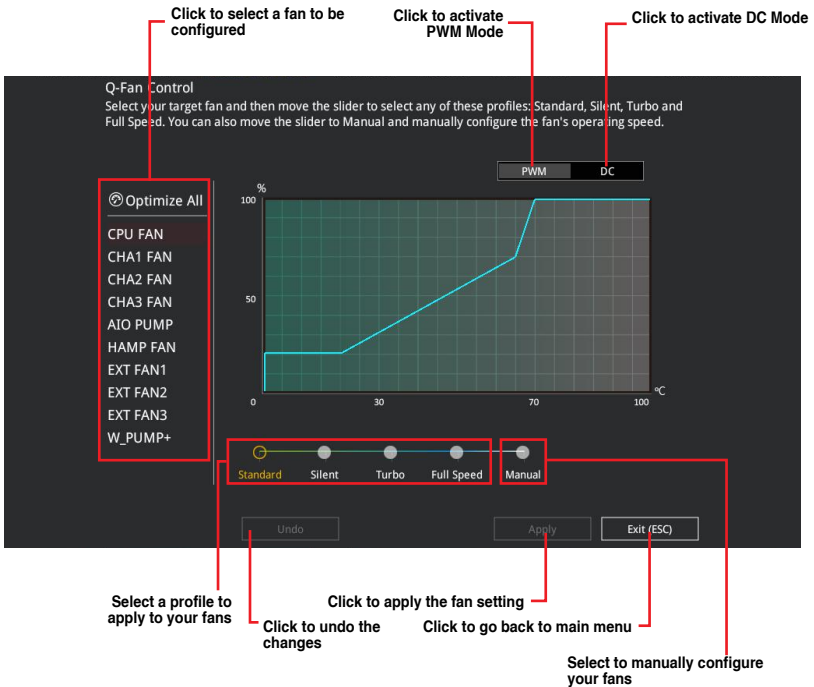 Click to select a fan to be
configured
Click to activate
PWM Mode
Click to activate DC Mode
Q-Fan Control
Select your target fan and then move the slider to select any of these profiles: Standard, Silent, Turbo and
Full Speed. You can also move the slider to Manual and manually configure the fan's operating speed.
PWM
DC
Optimize All
CPU FAN
CHA1 FAN
CHA2 FAN
CHA3 FAN
AIO PUMP
HAMP FAN
EXT FAN1
EXT FAN2
EXT FAN3
W_PUMP+
%
100
50
0
30
70
100
ºC
Standard
Silent
Turbo
Full Speed
Manual
Undo
Apply
Exit (ESC)
Select a profile to
apply to your fans
Click to undo the
changes
Click to apply the fan setting
Click to go back to main menu
Select to manually configure
your fans